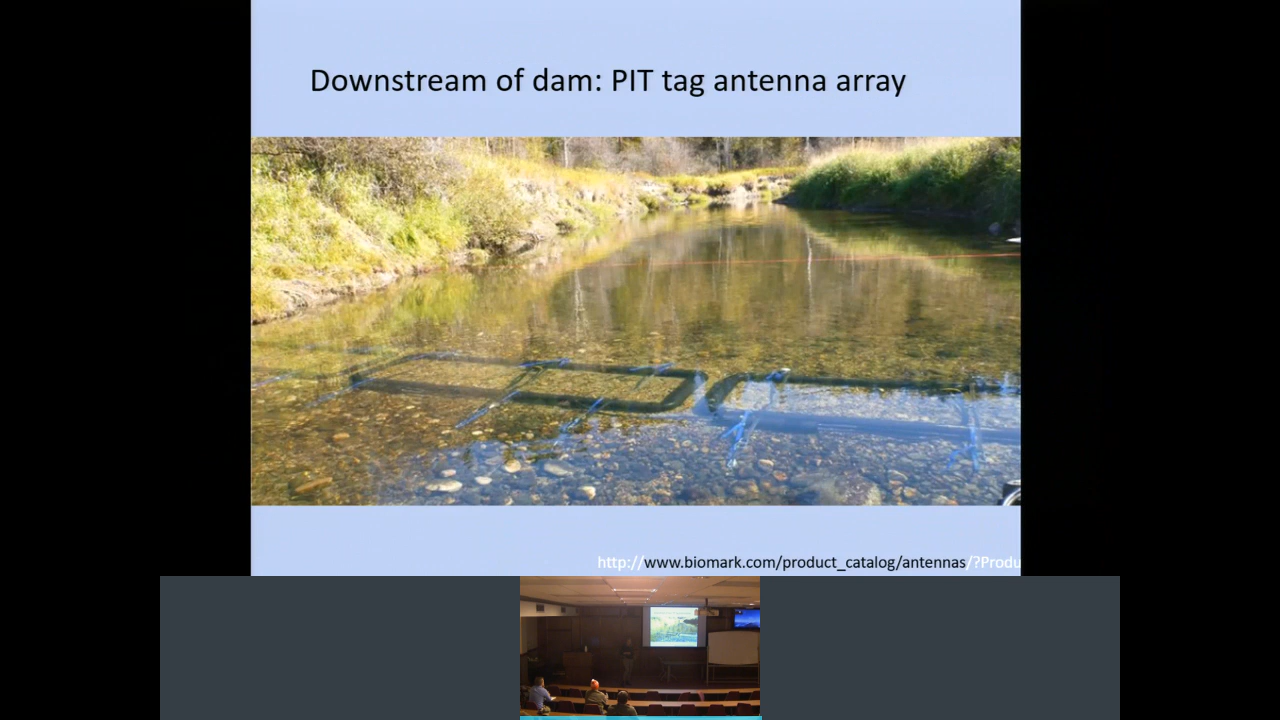 Downstream of dam: PIT tag antenna array
http://www.biomark.com/product_catalog/antennas/?Produ